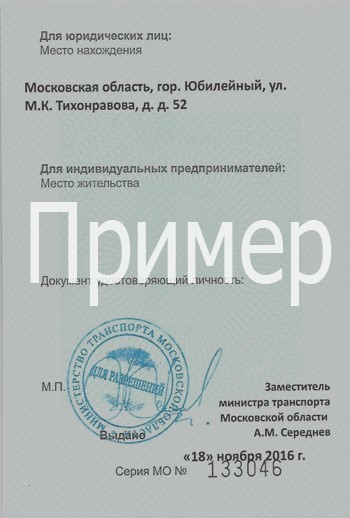 Для юридических лиц:
Место нахождения
Московская область, гор. Юбилейный, ул.
М.К. Тихонравова, д. д. 52
Для индивидуальных предпринимателей:
Место жительства
Пример
Документ удостоверяющий личность:
МИНИСТЕРСТВО ТРАНСПОРТА МОСКОВСКОЙ ОБЛАСТИ
ДЛЯ РАЗРЕШЕНИЙ
М.П.
Заместитель
министра транспорта
Московской области
А.М. Середнев
Выдано
«18» ноября 2016 г.
Серия МО № 133046